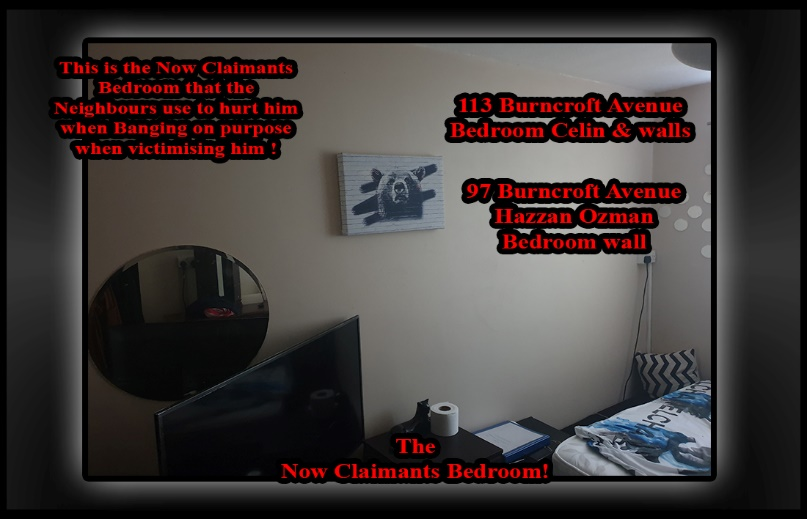 This is the Now Claimants
Bedroom that the
Neighbours use to hurt him
when Banging on purpose
when victimising him !
113 Burncroft Avenue
Bedroom Celin & walls
97 Burncroft Avenue
Hazzan Ozman
Bedroom wall
The
Now Claimants Bedroom!